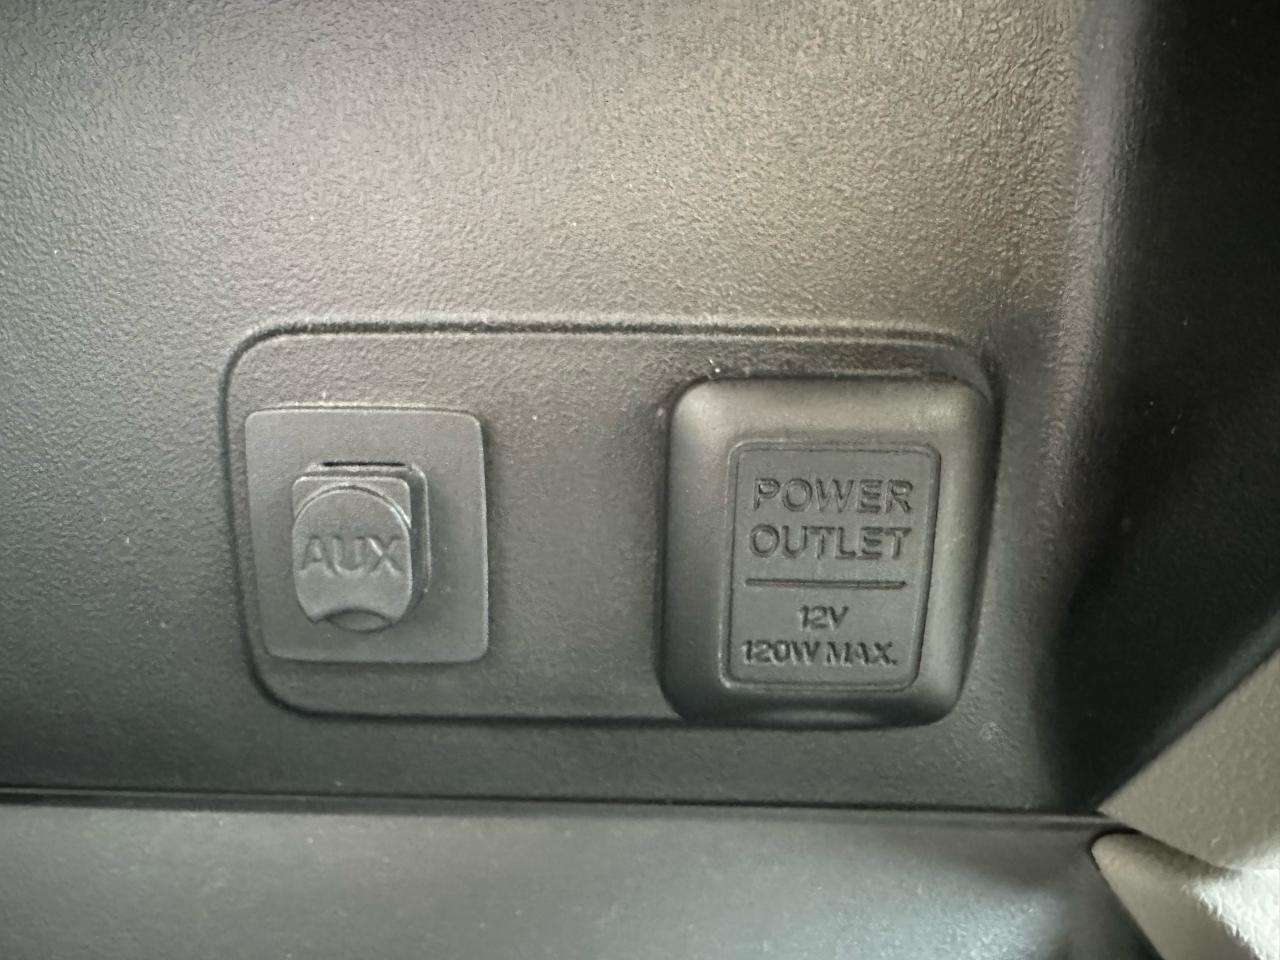 AUX
POWER
OUTLET
12V
120W MAX.